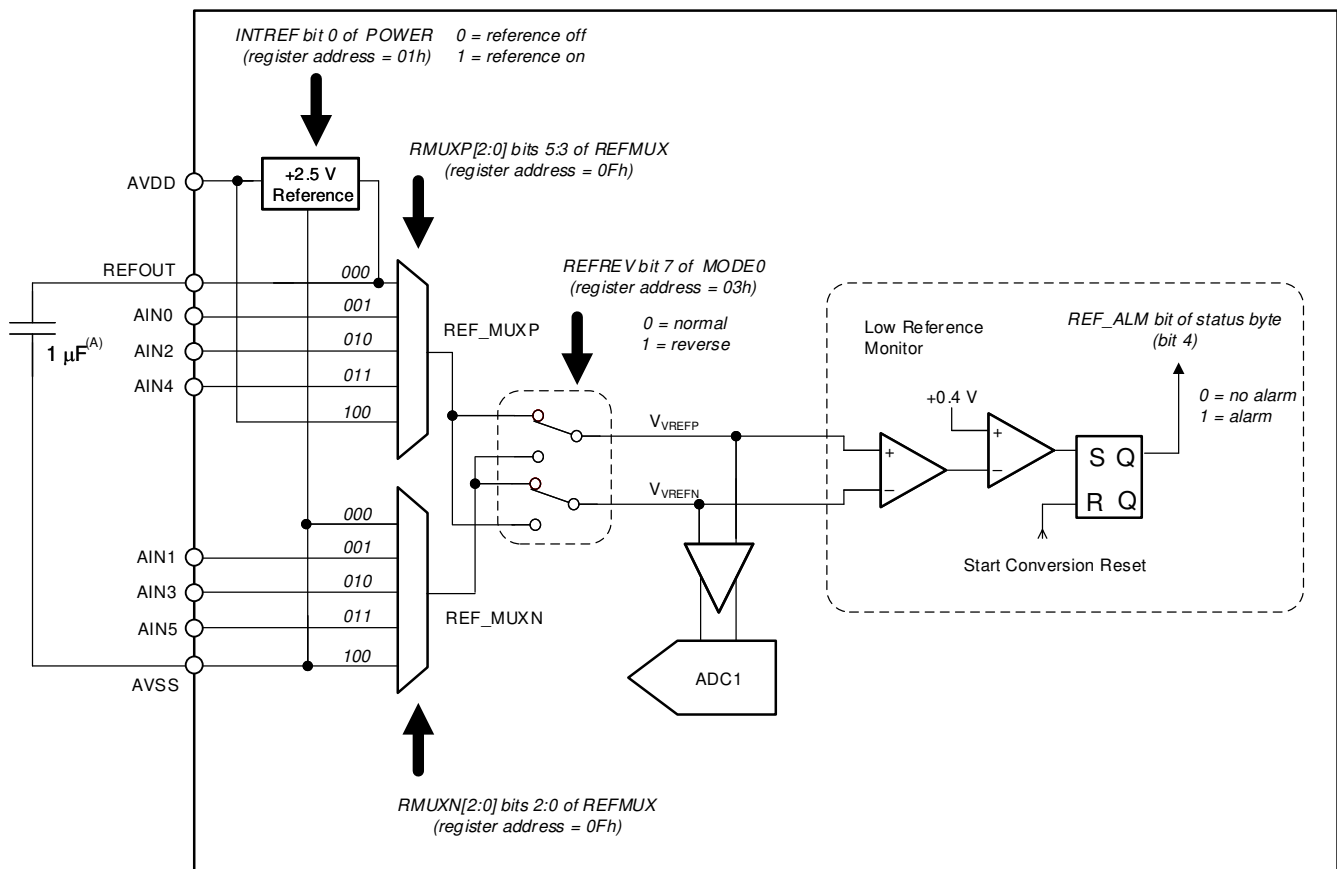 INTREF bit 0 of POWER 0 = reference off
(register address = 01h) 1 = reference on
RMUXP[2:0] bits 5:3 of REFMUX
(register address = 0Fh)
AVDD
+2.5 V
Reference
REFOUT
000
AIN0
001
AIN2
010
AIN4
011
100
1 μF(A)
REF_MUXP
REFREV bit 7 of MODE0
(register address = 03h)
0 = normal
1 = reverse
VVREFP
VVREFN
Low Reference
Monitor
REF_ALM bit of status byte
(bit 4)
0 = no alarm
1 = alarm
+0.4 V
+
−
+
−
S Q
R Q
Start Conversion Reset
000
AIN1
001
AIN3
010
AIN5
011
AVSS
100
REF_MUXN
ADC1
RMUXN[2:0] bits 2:0 of REFMUX
(register address = 0Fh)